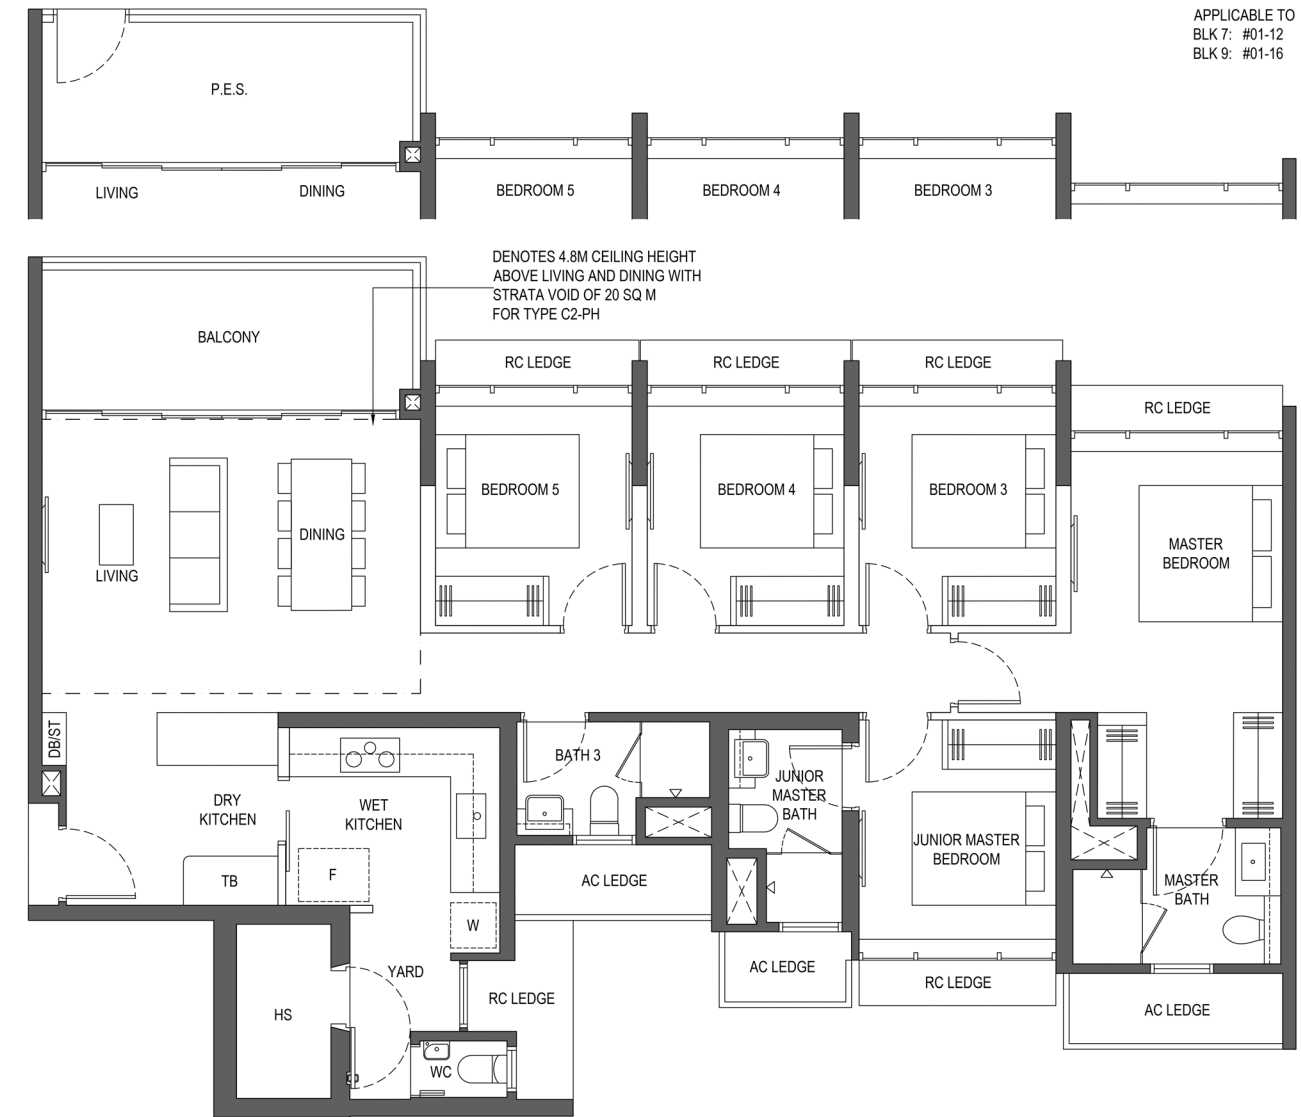 APPLICABLE TO
BLK 7: #01-12
BLK 9: #01-16
P.E.S.
LIVING
DINING
BEDROOM 5
BEDROOM 4
BEDROOM 3
DENOTES 4.8M CEILING HEIGHT
ABOVE LIVING AND DINING WITH
STRATA VOID OF 20 SQ M
FOR TYPE C2-PH
BALCONY
RC LEDGE
RC LEDGE
RC LEDGE
RC LEDGE
BEDROOM 5
BEDROOM 4
BEDROOM 3
DINING
LIVING
MASTER
BEDROOM
DB/ST
BATH 3
DRY
KITCHEN
WET
KITCHEN
JUNIOR
MASTER
BATH
JUNIOR MASTER
BEDROOM
TB
F
AC LEDGE
MASTER
BATH
W
YARD
AC LEDGE
RC LEDGE
RC LEDGE
HS
AC LEDGE
WC